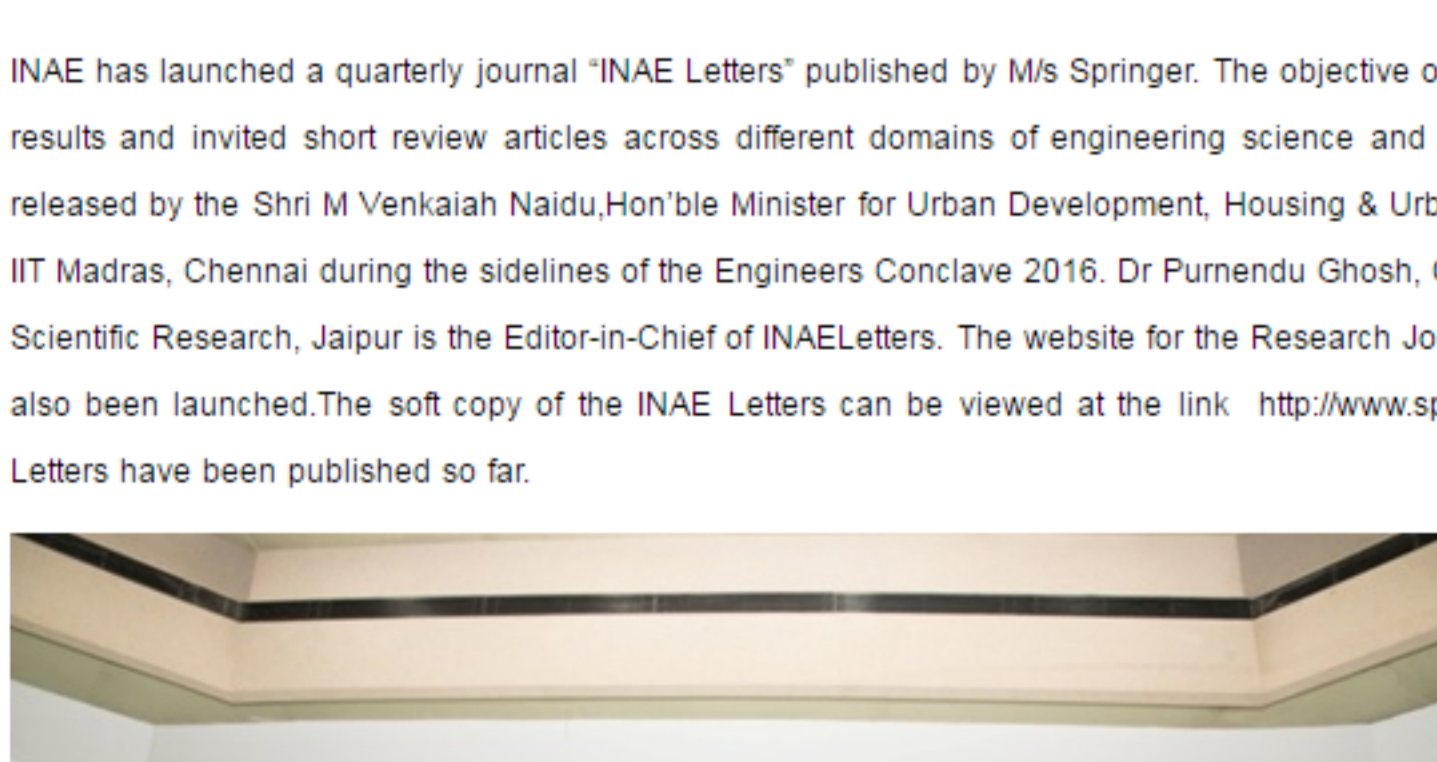 INAE has launched a quarterly journal “INAE Letters” published by M/s Springer. The objective
results and invited short review articles across different domains of engineering science and
released by the Shri M Venkaiah Naidu,Hon’ble Minister for Urban Development, Housing &
IIT Madras, Chennai during the sidelines of the Engineers Conclave 2016. Dr Purnendu Ghosh,
Scientific Research, Jaipur is the Editor-in-Chief of INAELetters. The website for the Research
also been launched.The soft copy of the INAE Letters can be viewed at the link http://www.sp
Letters have been published so far.